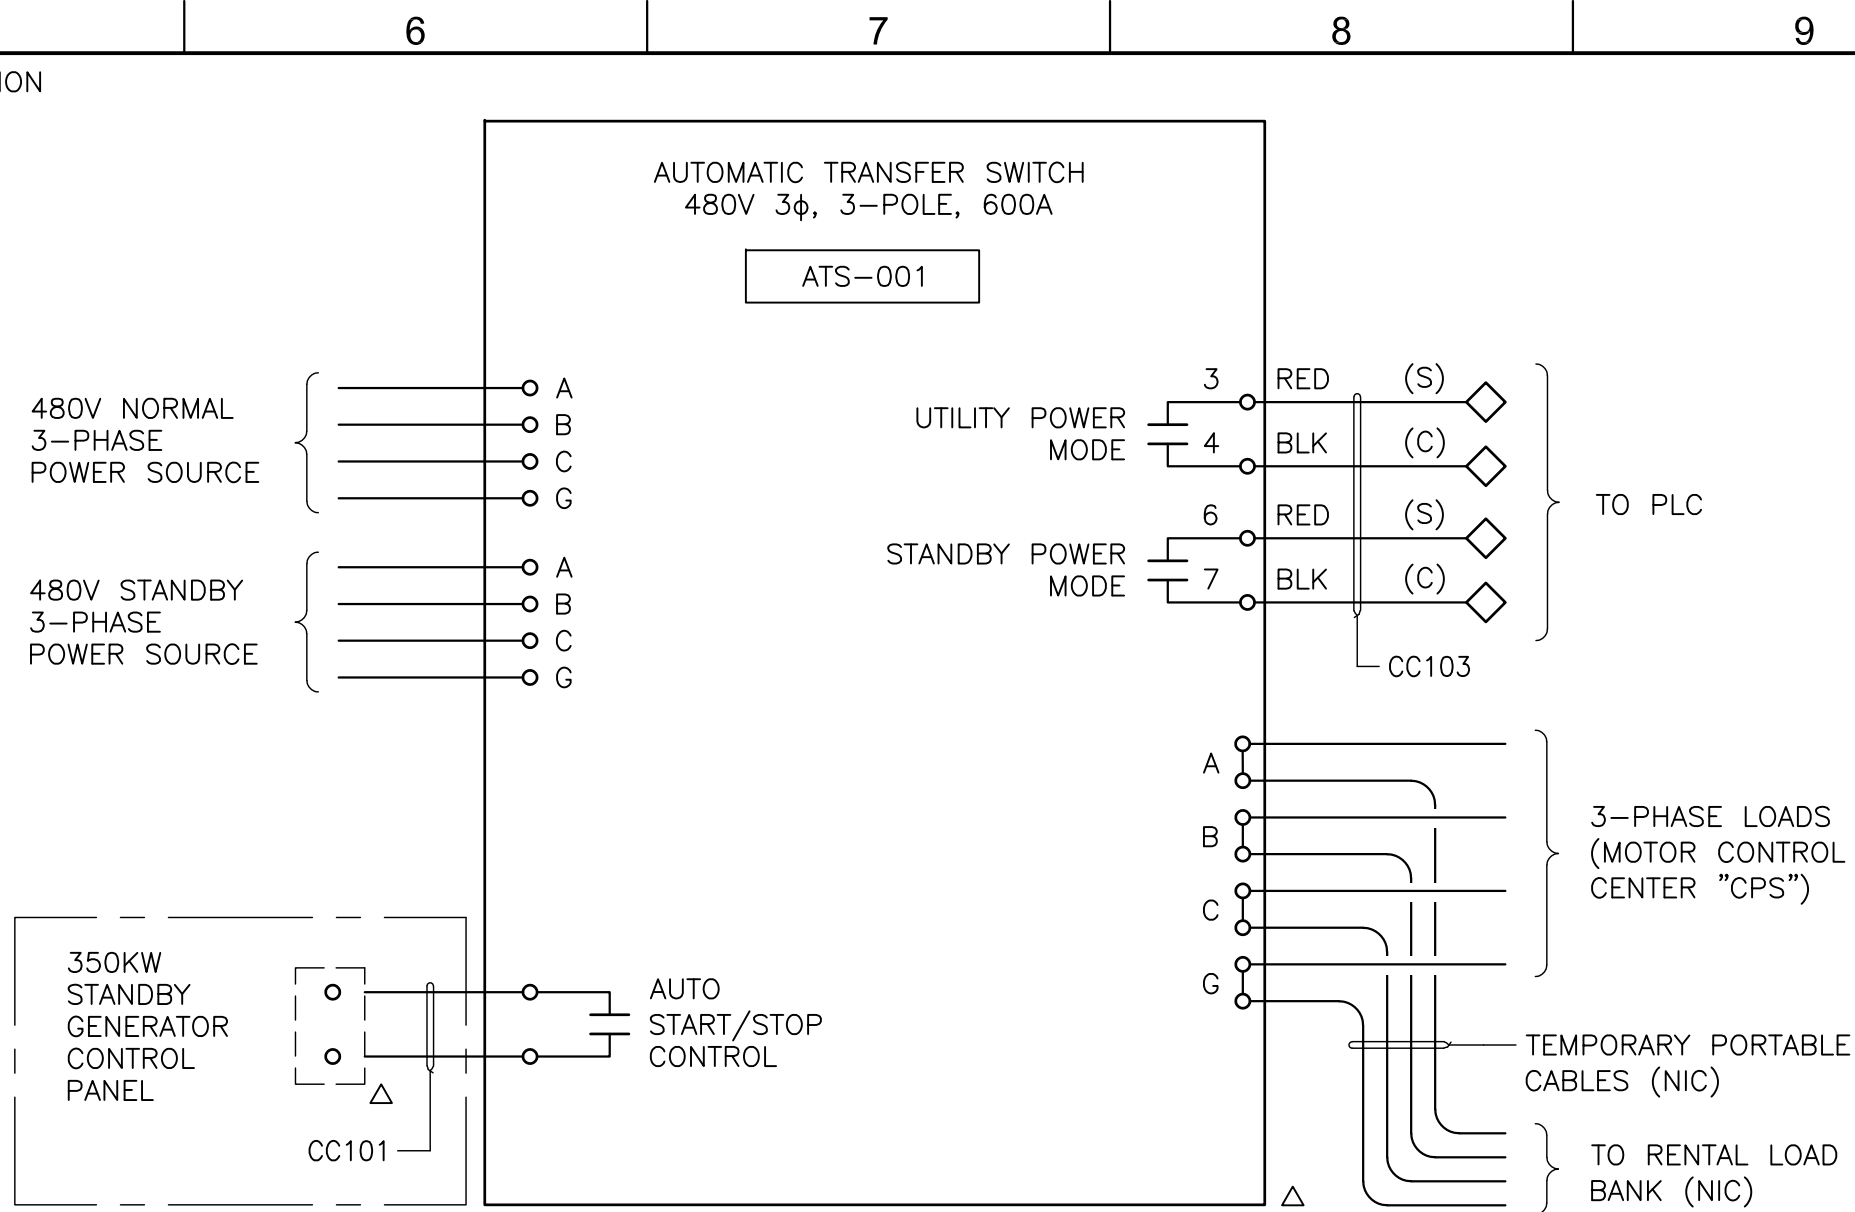 6 7 8 9
ION
AUTOMATIC TRANSFER SWITCH
480V 3ϕ, 3-POLE, 600A
ATS-001
480V NORMAL
3-PHASE
POWER SOURCE
A
B
C
G
480V STANDBY
3-PHASE
POWER SOURCE
A
B
C
G
UTILITY POWER
MODE
3 RED (S)
4 BLK (C)
STANDBY POWER
MODE
6 RED (S)
7 BLK (C)
TO PLC
CC103
A
B
C
G
3-PHASE LOADS
(MOTOR CONTROL
CENTER "CPS")
350KW
STANDBY
GENERATOR
CONTROL
PANEL
CC101
AUTO
START/STOP
CONTROL
TEMPORARY PORTABLE
CABLES (NIC)
TO RENTAL LOAD
BANK (NIC)